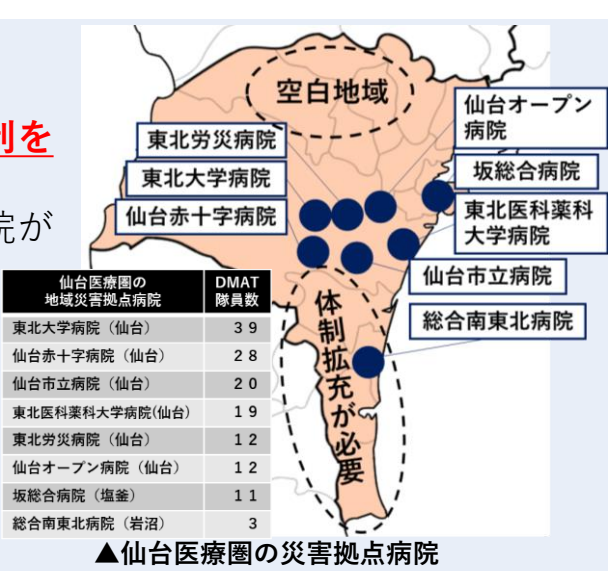 を
院が
空白地域
仙台オープン
病院
東北労災病院
坂総合病院
東北大学病院
東北医科薬科
大学病院
仙台赤十字病院
仙台市立病院
総合南東北病院
体制拡充が必要
仙台医療圏の
地域災害拠点病院
DMAT
隊員数
東北大学病院（仙台） 39
仙台赤十字病院（仙台） 28
仙台市立病院（仙台） 20
東北医科薬科大学病院(仙台) 19
東北労災病院（仙台） 12
仙台オープン病院（仙台） 12
坂総合病院（塩釜） 11
総合南東北病院（岩沼） 3
▲仙台医療圏の災害拠点病院